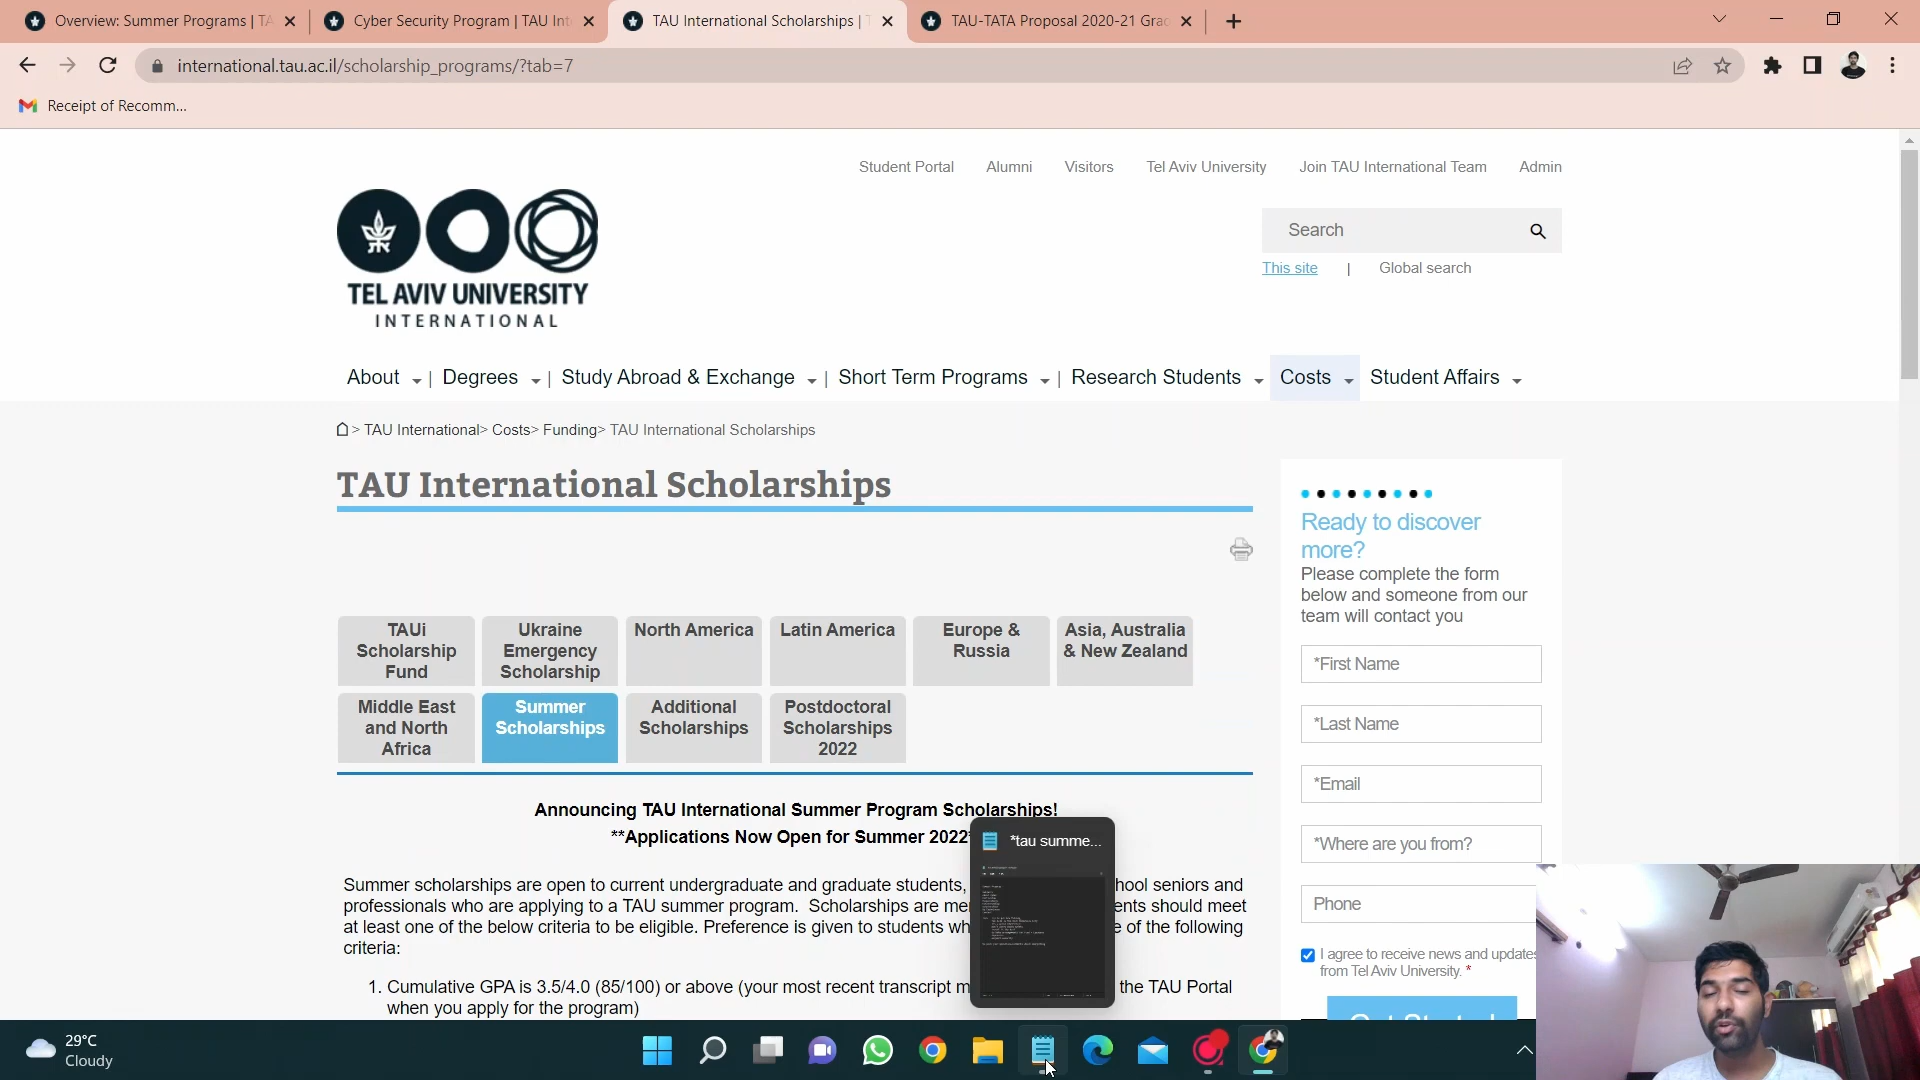 Overview: Summer Programs | TA
Cyber Security Program | TAU Int
TAU International Scholarships | T
TAU-TATA Proposal 2020-21 Grad
international.tau.ac.il/scholarship_programs/?tab=7
Receipt of Recomm...
Student Portal
Alumni
Visitors
Tel Aviv University
Join TAU International Team
Admin
TEL AVIV UNIVERSITY
INTERNATIONAL
Search
This site | Global search
About | Degrees | Study Abroad & Exchange | Short Term Programs | Research Students Costs Student Affairs
> TAU International> Costs> Funding> TAU International Scholarships
TAU International Scholarships
TAUi
Scholarship
Fund
Ukraine
Emergency
Scholarship
North America
Latin America
Europe &
Russia
Asia, Australia
& New Zealand
Middle East
and North
Africa
Summer
Scholarships
Additional
Scholarships
Postdoctoral
Scholarships
2022
Announcing TAU International Summer Program Scholarships!
**Applications Now Open for Summer 2022*
Summer scholarships are open to current undergraduate and graduate students, hool seniors and
professionals who are applying to a TAU summer program. Scholarships are me ents should meet
at least one of the below criteria to be eligible. Preference is given to students wh e of the following
criteria:
1. Cumulative GPA is 3.5/4.0 (85/100) or above (your most recent transcript m the TAU Portal
when you apply for the program)
*tau summe...
Ready to discover
more?
Please complete the form
below and someone from our
team will contact you
*First Name
*Last Name
*Email
*Where are you from?
Phone
I agree to receive news and updates
from Tel Aviv University. *
Get Started
29°C
Cloudy